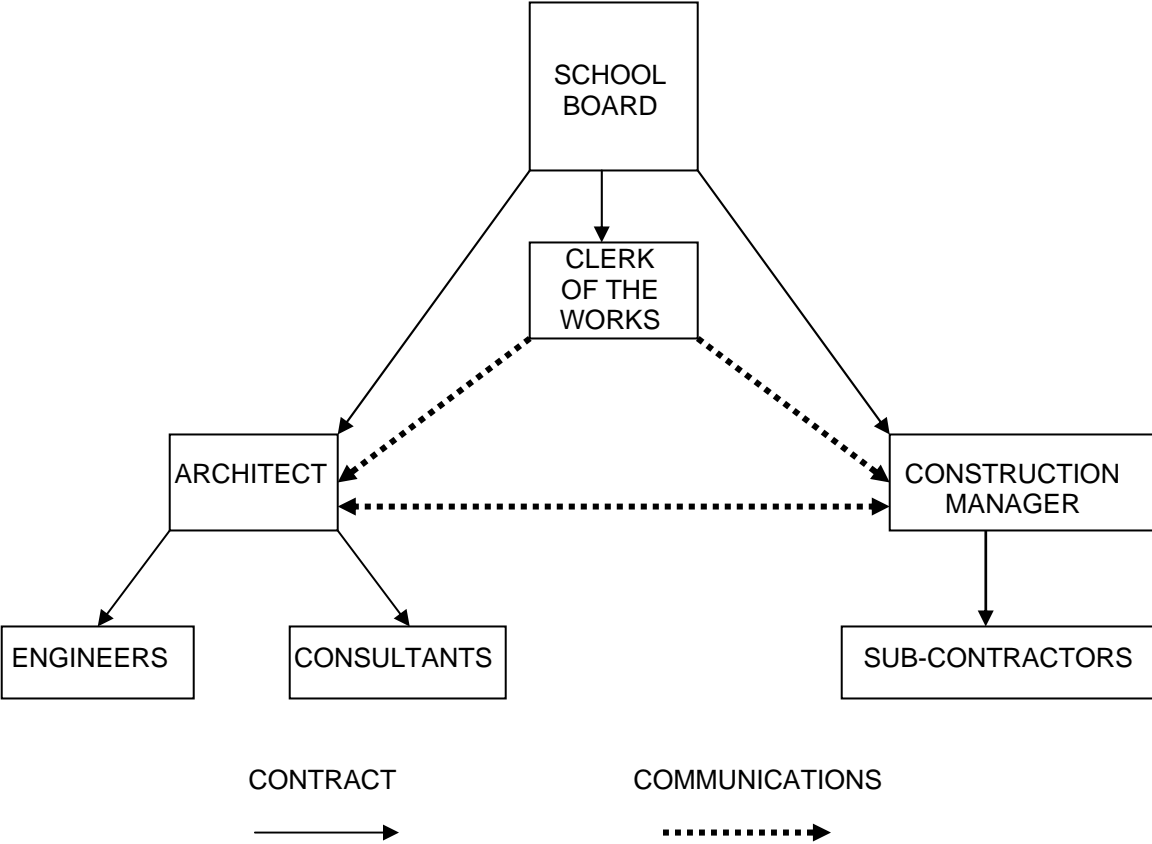 SCHOOL
BOARD
CLERK
OF THE
WORKS
ARCHITECT
CONSTRUCTION
MANAGER
ENGINEERS
CONSULTANTS
SUB-CONTRACTORS
CONTRACT
COMMUNICATIONS